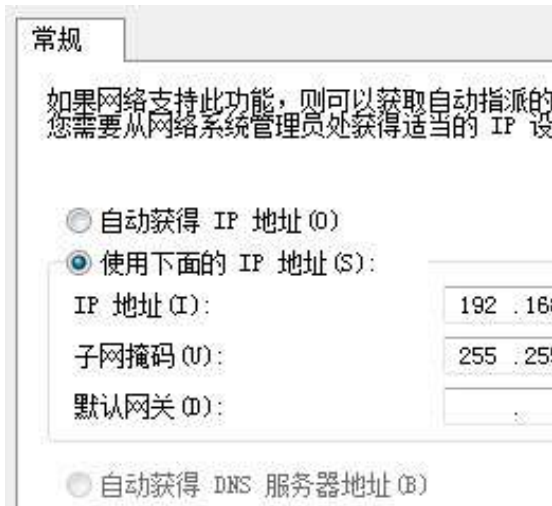 常规
如果网络支持此功能，则可以获取自动指派的
您需要从网络系统管理员处获得适当的 IP 设
自动获得 IP 地址(O)
使用下面的 IP 地址(S):
IP 地址(I): 192 .168
子网掩码(U): 255 .255
默认网关(D): .
自动获得 DNS 服务器地址(B)